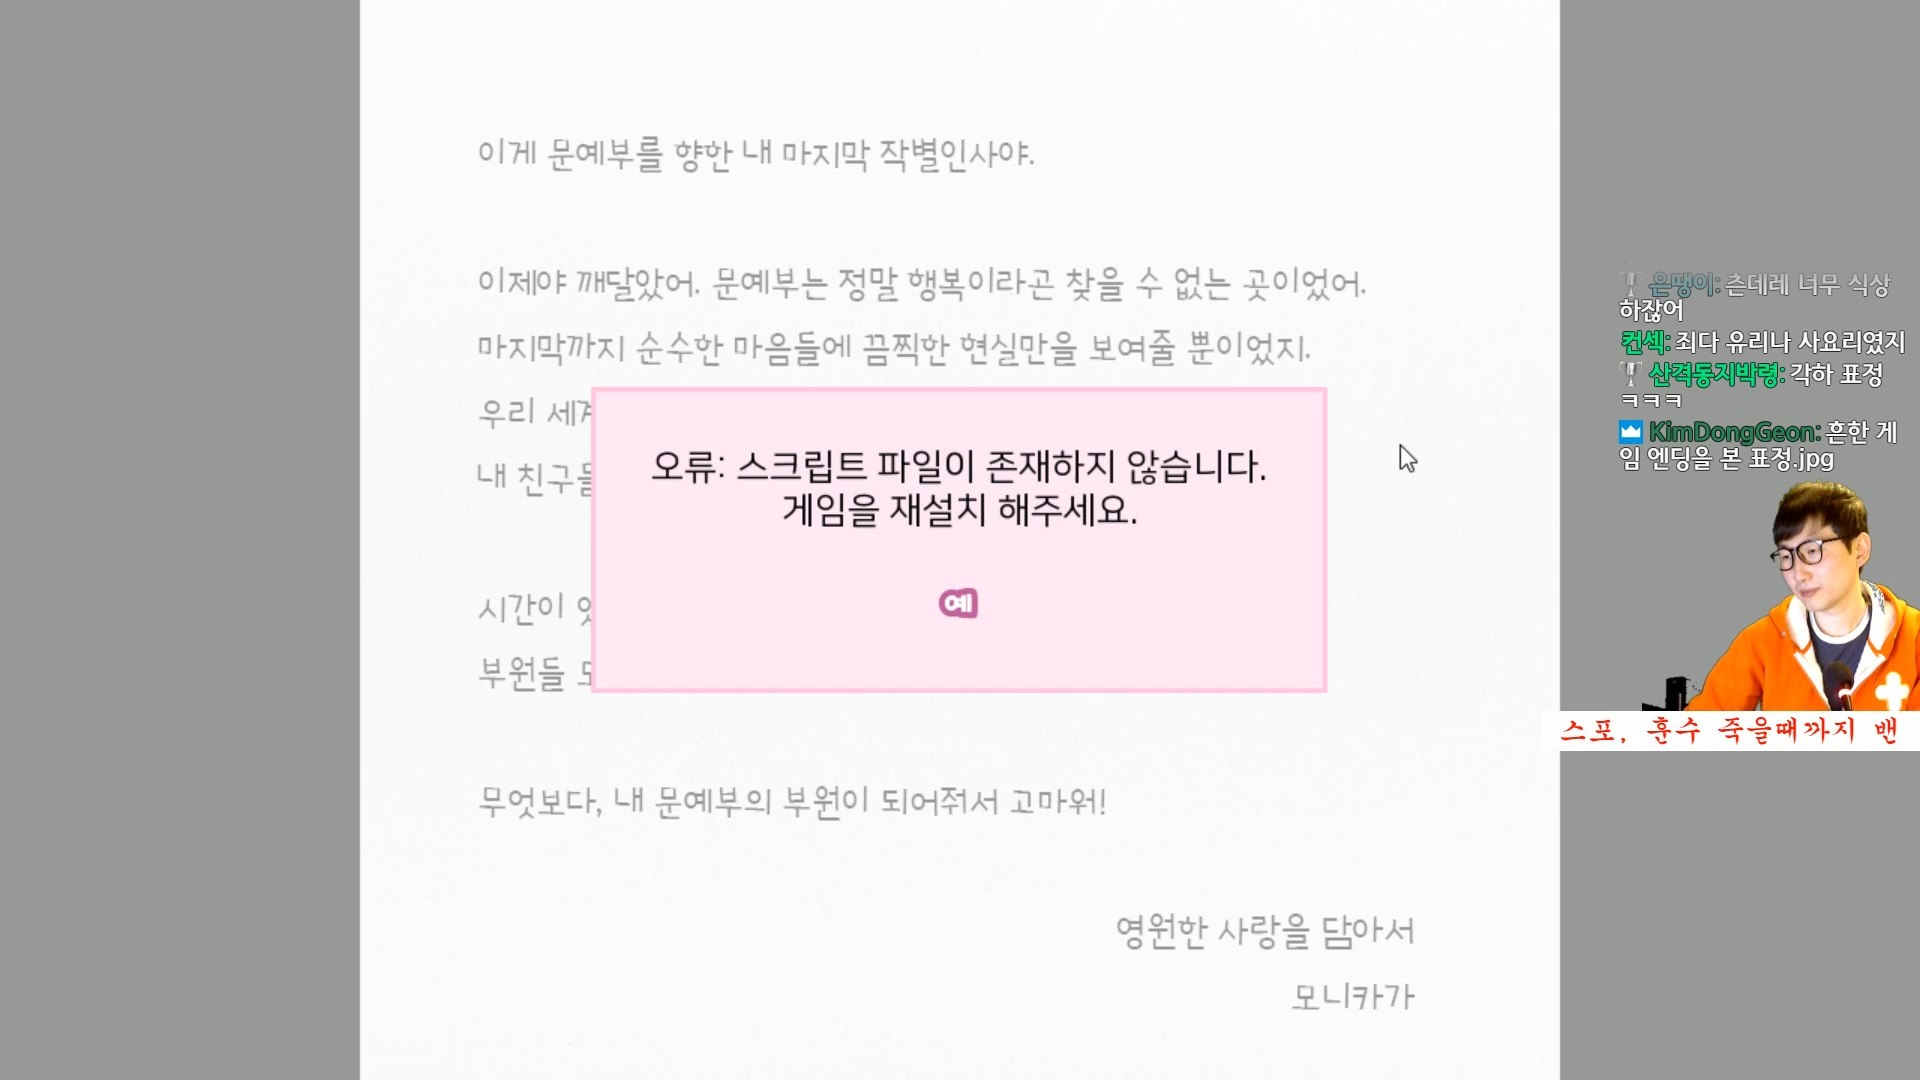 이게 문예부를 향한 내 마지막 작별인사야.
이제야 깨달았어. 문예부는 정말 행복이라곤 찾을 수 없는 곳이었어.
마지막까지 순수한 마음들에 끔찍한 현실만을 보여줄 뿐이었지.
우리
내 친구들
시간이
부원들
무엇보다, 내 문예부의 부원이 되어줘서 고마워!
영원한 사랑을 담아서
모니카가
오류: 스크립트 파일이 존재하지 않습니다.
게임을 재설치 해주세요.
예
은땡이: 츤데레 너무 식상
하잖어
컨섹: 죄다 유리나 사요리였지
산격동지박령: 각하 표정
ㅋㅋㅋ
KimDongGeon: 흔한 게
임 엔딩을 본 표정.jpg
스포, 훈수 죽을때까지 밴